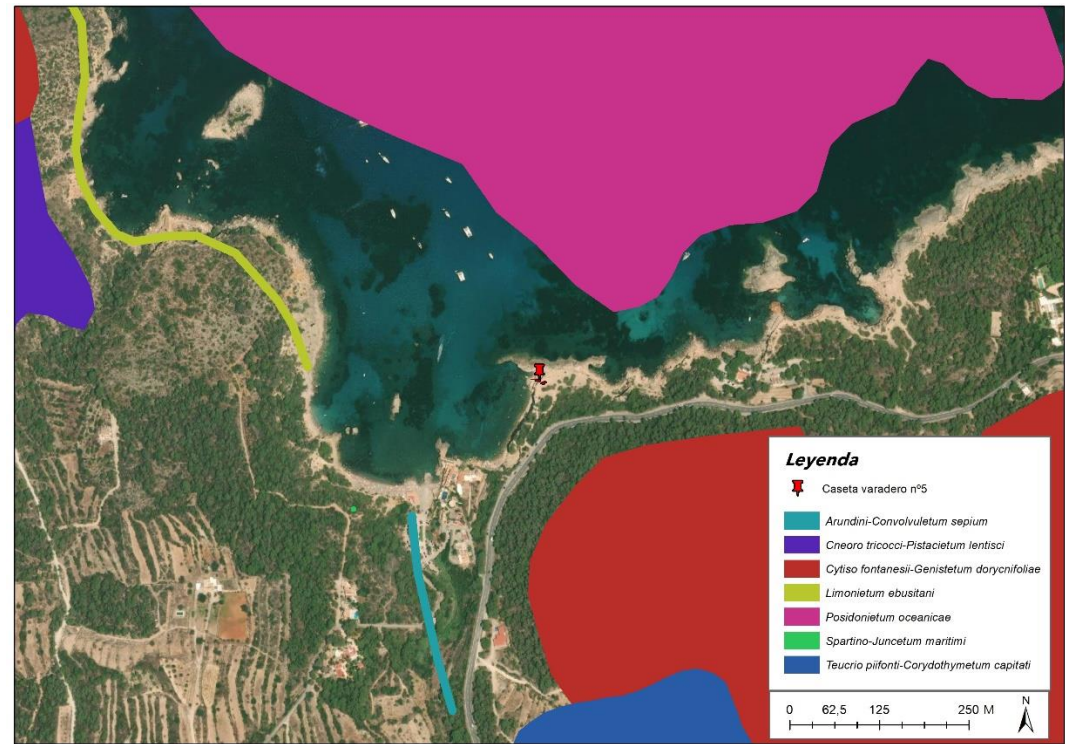 Leyenda
Caseta varadero nº5
Arundini-Convolvuletum sepium
Cneoro tricocci-Pistacietum lentisci
Cytiso fontanesii-Genistetum dorycnifoliae
Limonietum ebusitani
Posidonietum oceanicae
Spartino-Juncetum maritimi
Teucrio piifonti-Corydothymetum capitati
0 62,5 125 250 M
N